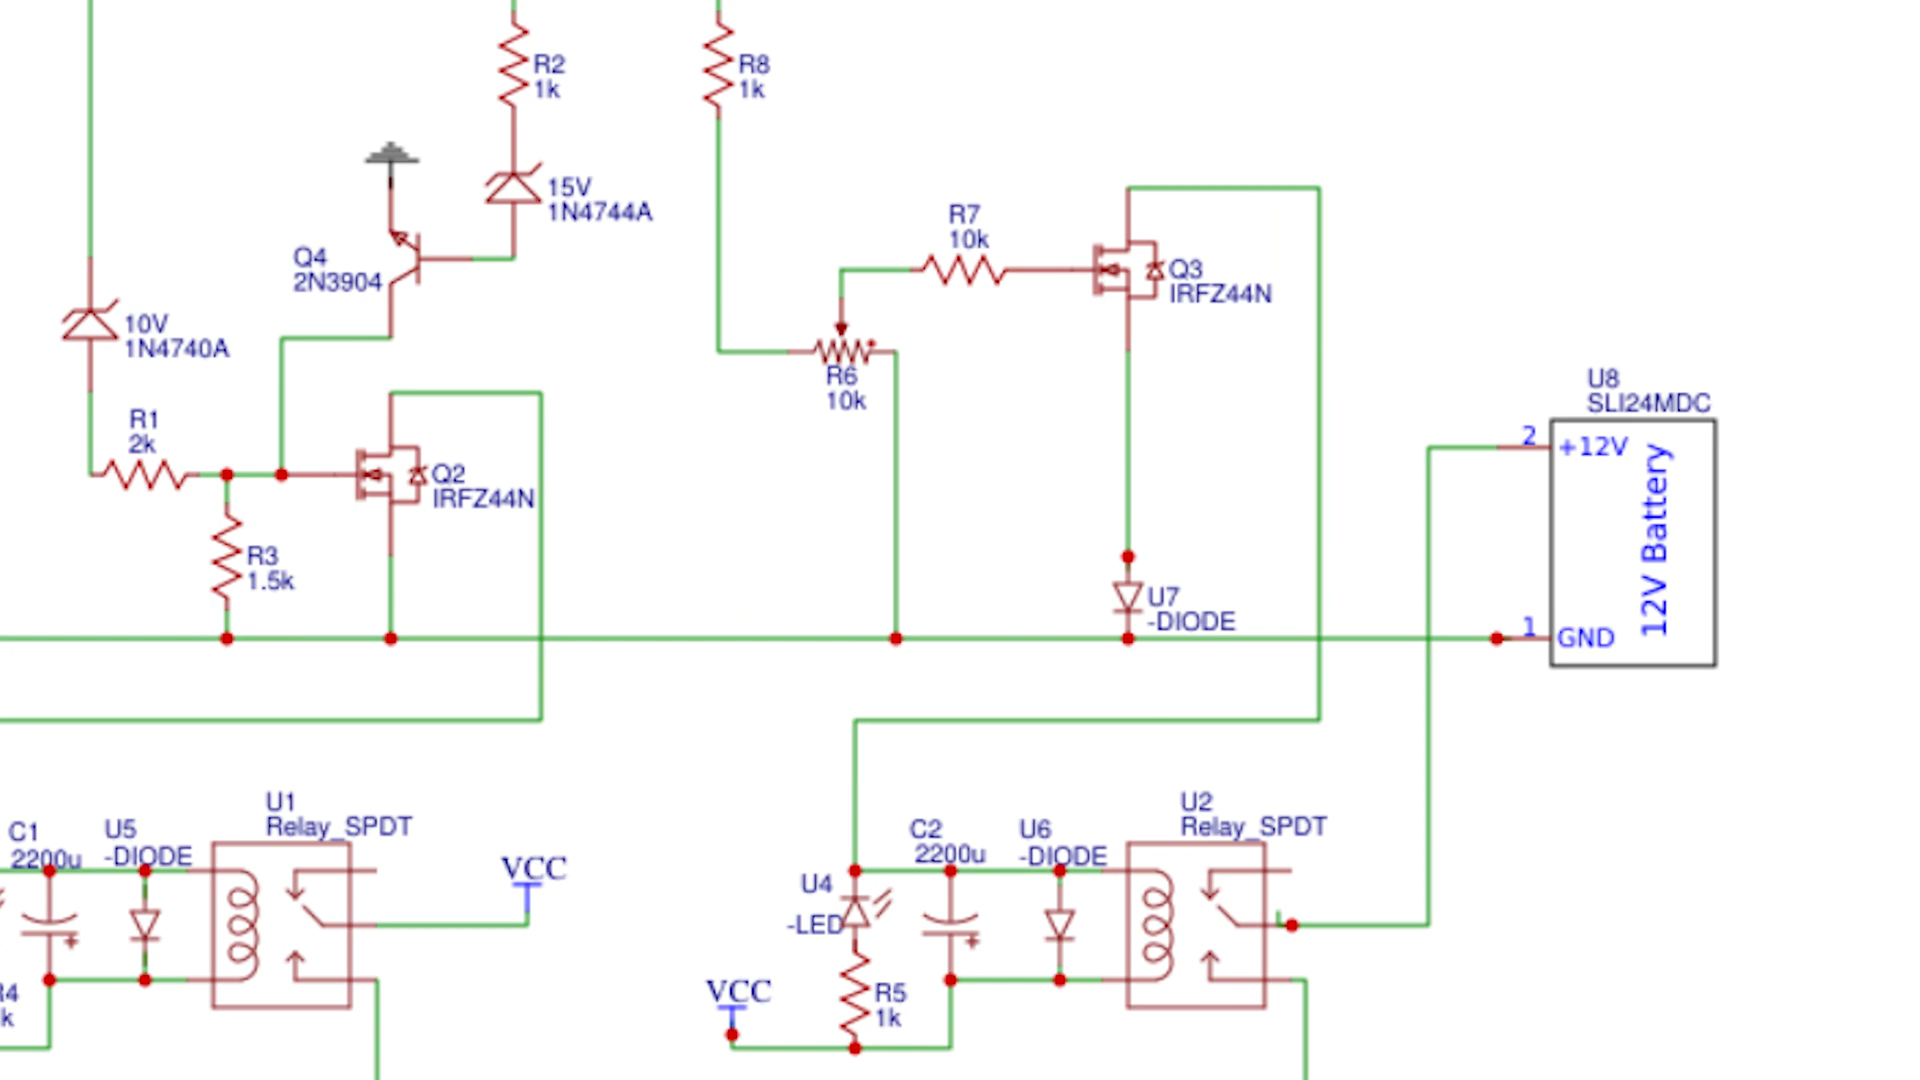 R2
1k
R8
1k
15V
1N4744A
R7
10k
Q4
2N3904
Q3
IRFZ44N
10V
1N4740A
R6
10k
U8
SLI24MDC
R1
2k
2
+12V
12V Battery
Q2
IRFZ44N
R3
1.5k
U7
-DIODE
1
GND
U1
Relay_SPDT
U2
Relay_SPDT
C1
2200u
U5
-DIODE
C2
2200u
U6
-DIODE
VCC
U4
-LED
VCC
R5
1k
R4
k